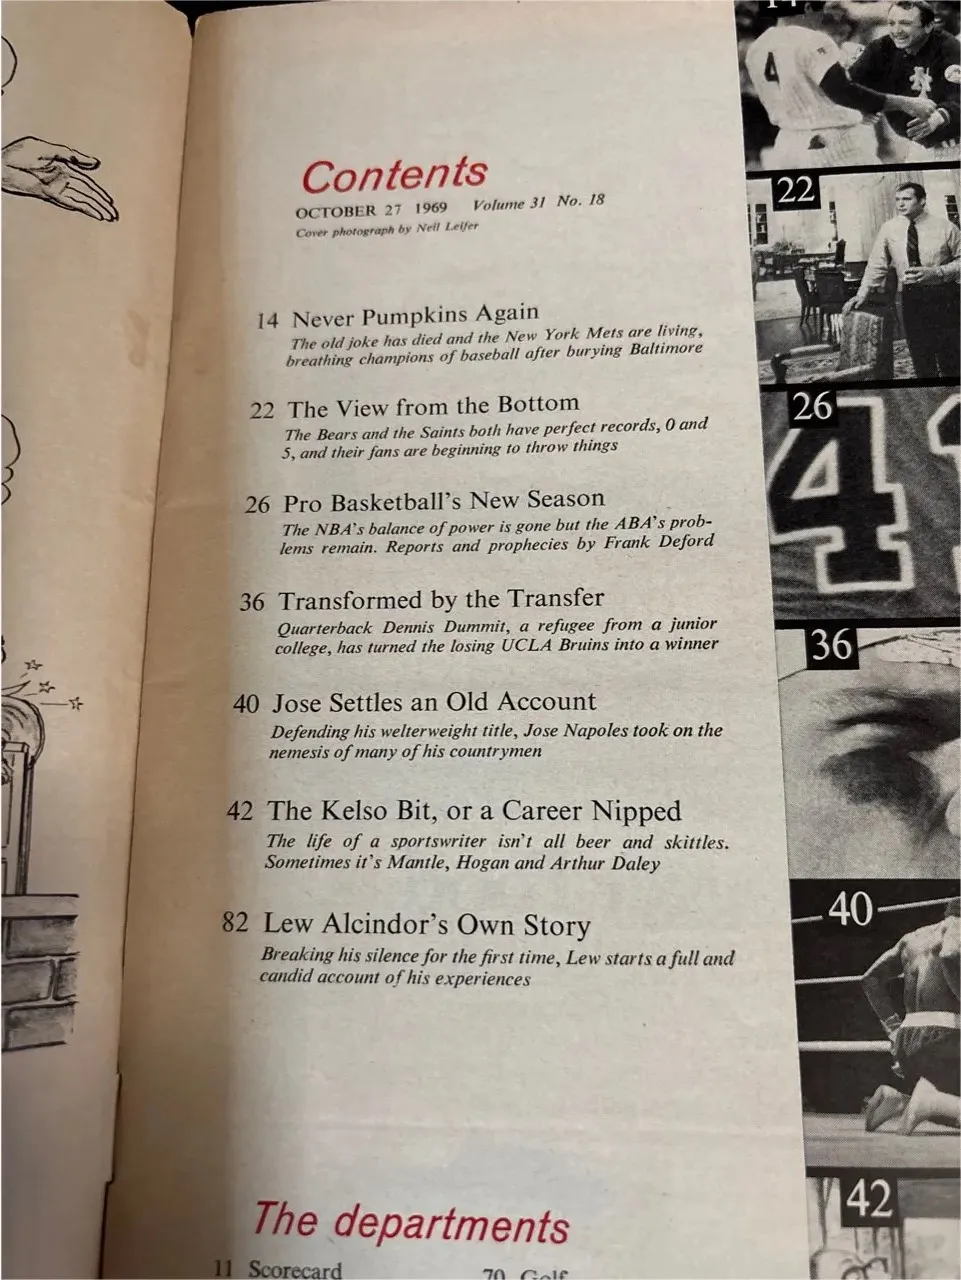 Contents
OCTOBER 27 1969 Volume 31 No. 18
Cover photograph by Neil Leifer
14 Never Pumpkins Again
The old joke has died and the New York Mets are living,
breathing champions of baseball after burying Baltimore
22 The View from the Bottom
The Bears and the Saints both have perfect records, 0 and
5, and their fans are beginning to throw things
26 Pro Basketball's New Season
The NBA's balance of power is gone but the ABA's prob-
lems remain. Reports and prophecies by Frank Deford
36 Transformed by the Transfer
Quarterback Dennis Dummit, a refugee from a junior
college, has turned the losing UCLA Bruins into a winner
40 Jose Settles an Old Account
Defending his welterweight title, Jose Napoles took on the
nemesis of many of his countrymen
42 The Kelso Bit, or a Career Nipped
The life of a sportswriter isn't all beer and skittles.
Sometimes it's Mantle, Hogan and Arthur Daley
82 Lew Alcindor's Own Story
Breaking his silence for the first time, Lew starts a full and
candid account of his experiences
The departments
11 Scorecard
70 Golf
14
4
NY
22
26
41
36
40
42